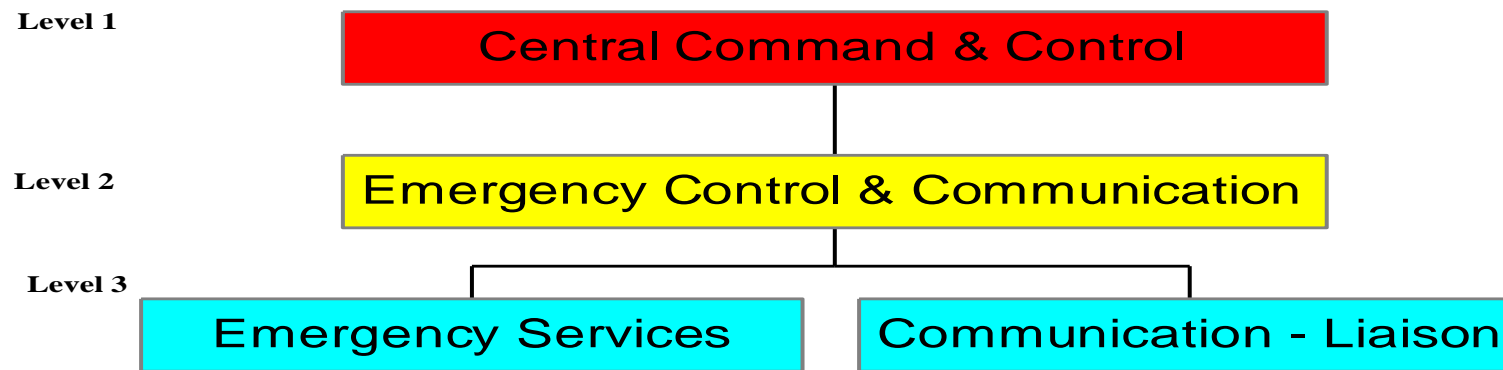 Level 1
Central Command & Control
Level 2
Emergency Control & Communication
Level 3
Emergency Services
Communication - Liaison